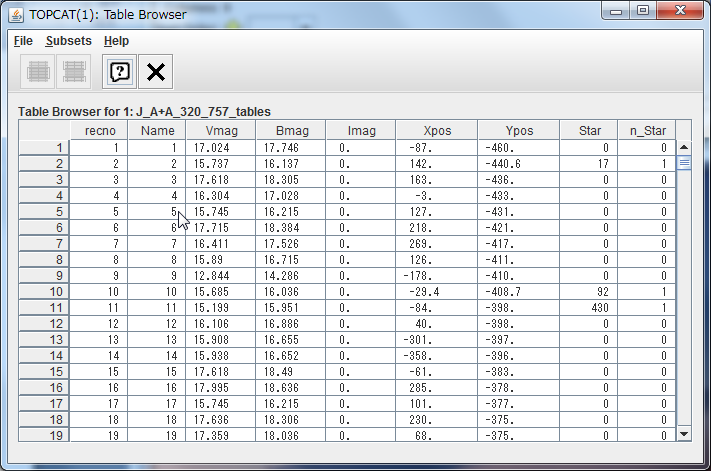 TOPCAT(1): Table Browser
File Subsets Help
Table Browser for 1: J_A+A_320_757_tables
recno Name Vmag Bmag Imag Xpos Ypos Star n_Star
1 1 1 17.024 17.746 0. -87. -460. 0 0
2 2 2 15.737 16.137 0. 142. -440.6 17 1
3 3 3 17.618 18.305 0. 163. -436. 0 0
4 4 4 16.304 17.028 0. -3. -433. 0 0
5 5 5 15.745 16.215 0. 127. -431. 0 0
6 6 6 17.715 18.384 0. 218. -421. 0 0
7 7 7 16.411 17.526 0. 269. -417. 0 0
8 8 8 15.89 16.715 0. 126. -411. 0 0
9 9 9 12.844 14.286 0. -178. -410. 0 0
10 10 10 15.685 16.036 0. -29.4 -408.7 92 1
11 11 11 15.199 15.951 0. -84. -398. 430 1
12 12 12 16.106 16.886 0. 40. -398. 0 0
13 13 13 15.908 16.655 0. -301. -397. 0 0
14 14 14 15.938 16.652 0. -358. -396. 0 0
15 15 15 17.618 18.49 0. -61. -383. 0 0
16 16 16 17.995 18.636 0. 285. -378. 0 0
17 17 17 15.745 16.215 0. 101. -377. 0 0
18 18 18 17.636 18.306 0. 230. -375. 0 0
19 19 19 17.359 18.036 0. 68. -375. 0 0